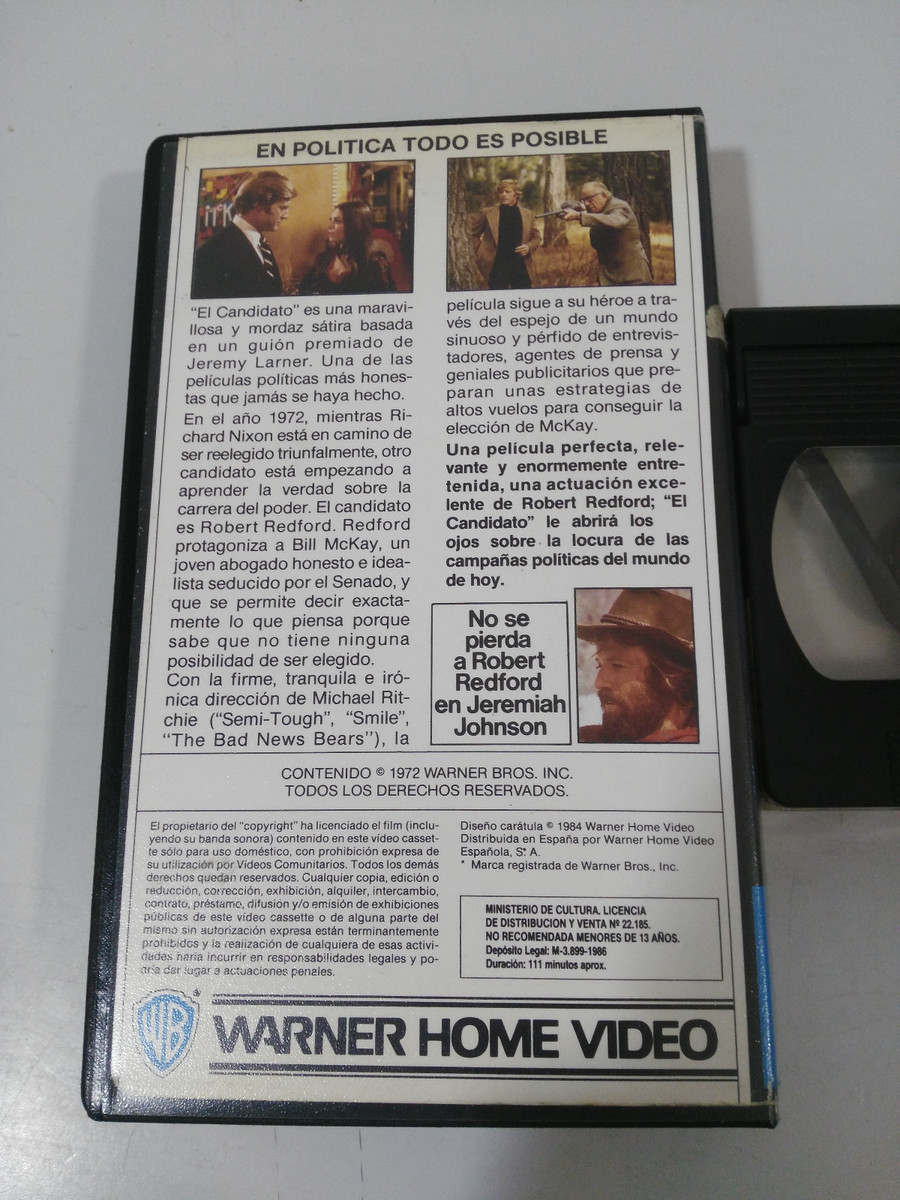 EN POLITICA TODO ES POSIBLE
"El Candidato" es una maravi-
llosa y mordaz sátira basada
en un guión premiado de
Jeremy Larner. Una de las
películas políticas más hones-
tas que jamás se haya hecho.
En el año 1972, mientras Ri-
chard Nixon está en camino de
ser reelegido triunfalmente, otro
candidato está empezando a
aprender la verdad sobre la
carrera del poder. El candidato
es Robert Redford. Redford
protagoniza a Bill McKay, un
joven abogado honesto e idea-
lista seducido por el Senado, y
que se permite decir exacta-
mente lo que piensa porque
sabe que no tiene ninguna
posibilidad de ser elegido.
Con la firme, tranquila e iró-
nica dirección de Michael Rit-
chie ("Semi-Tough", "Smile",
"The Bad News Bears"), la
película sigue a su héroe a tra-
vés del espejo de un mundo
sinuoso y pérfido de entrevis-
tadores, agentes de prensa y
geniales publicitarios que pre-
paran unas estrategias de
altos vuelos para conseguir la
elección de McKay.
Una película perfecta, rele-
vante y enormemente entre-
tenida, una actuación exce-
lente de Robert Redford; "El
Candidato" le abrirá los
ojos sobre la locura de las
campañas políticas del mundo
de hoy.
No se
pierda
a Robert
Redford
en Jeremiah
Johnson
CONTENIDO © 1972 WARNER BROS. INC.
TODOS LOS DERECHOS RESERVADOS.
El propietario del "copyright" ha licenciado el film (inclu-
yendo su banda sonora) contenido en este vídeo casset-
te sólo para uso doméstico, con prohibición expresa de
su utilización por Vídeos Comunitarios. Todos los demás
derechos quedan reservados. Cualquier copia, edición o
reducción, corrección, exhibición, alquiler, intercambio,
contrato, préstamo, difusión y/o emisión de exhibiciones
públicas de este vídeo cassette o de alguna parte del
mismo sin autorización expresa están terminantemente
prohibidos y la realización de cualquiera de esas activi-
dades haría incurrir en responsabilidades legales y po-
dría dar lugar a actuaciones penales.
Diseño carátula © 1984 Warner Home Video
Distribuida en España por Warner Home Video
Española, S.ª A.
* Marca registrada de Warner Bros., Inc.
MINISTERIO DE CULTURA. LICENCIA
DE DISTRIBUCION Y VENTA Nº 22.185.
NO RECOMENDADA MENORES DE 13 AÑOS.
Depósito Legal: M-3.899-1986
Duración: 111 minutos aprox.
WB
WARNER HOME VIDEO